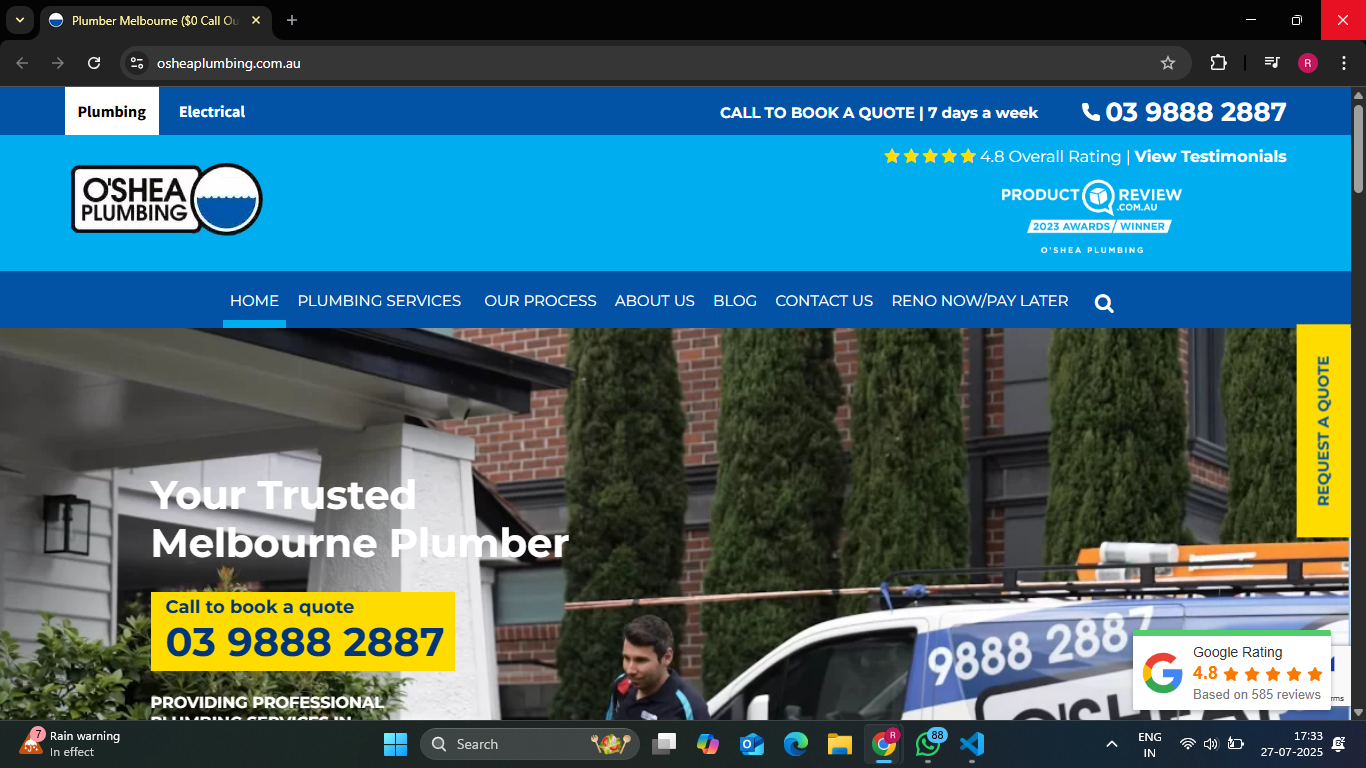 Plumber Melbourne ($0 Call Ou
osheaplumbing.com.au
R
Plumbing
Electrical
CALL TO BOOK A QUOTE | 7 days a week
03 9888 2887
4.8 Overall Rating | View Testimonials
O'SHEA
PLUMBING
PRODUCT REVIEW
.COM.AU
2023 AWARDS WINNER
O'SHEA PLUMBING
HOME
PLUMBING SERVICES
OUR PROCESS
ABOUT US
BLOG
CONTACT US
RENO NOW/PAY LATER
REQUEST A QUOTE
Your Trusted
Melbourne Plumber
Call to book a quote
03 9888 2887
9888 2887
PROVIDING PROFESSIONAL
PLUMBING SERVICES IN
O'SHEA
Google Rating
4.8
Based on 585 reviews
7
Rain warning
In effect
Search
R
88
ENG
IN
17:33
27-07-2025